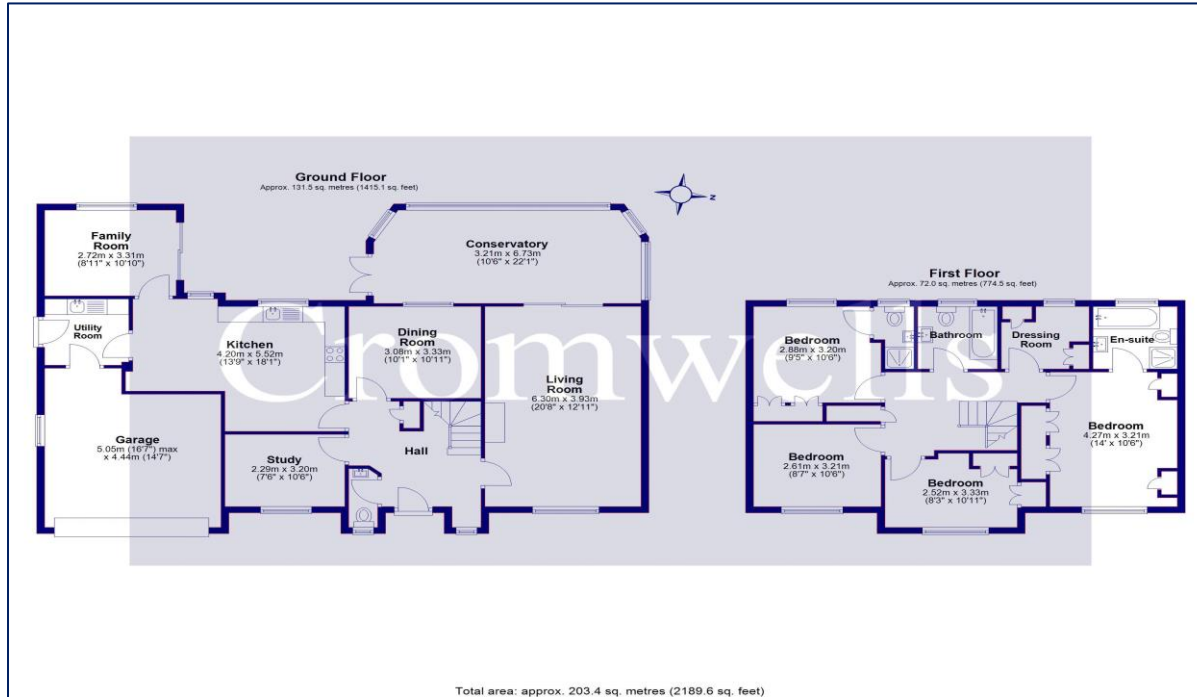 Ground Floor
Approx. 131.5 sq. metres (1415.1 sq. feet)
N
Family
Room
2.72m x 3.31m
(8'11" x 10'10")
Conservatory
3.21m x 6.73m
(10'6" x 22'1")
Utility
Room
Kitchen
4.20m x 5.52m
(13'9" x 18'1")
Dining
Room
3.08m x 3.33m
(10'1" x 10'11")
Living
Room
6.30m x 3.93m
(20'8" x 12'11")
Garage
5.05m (16'7") max
x 4.44m (14'7")
Study
2.29m x 3.20m
(7'6" x 10'6")
Hall
First Floor
Approx. 72.0 sq. metres (774.5 sq. feet)
Bedroom
2.88m x 3.20m
(9'5" x 10'6")
Bathroom
Dressing
Room
En-suite
Bedroom
4.27m x 3.21m
(14' x 10'6")
Bedroom
2.61m x 3.21m
(8'7" x 10'6")
Bedroom
2.52m x 3.33m
(8'3" x 10'11")
Cromwells
Total area: approx. 203.4 sq. metres (2189.6 sq. feet)